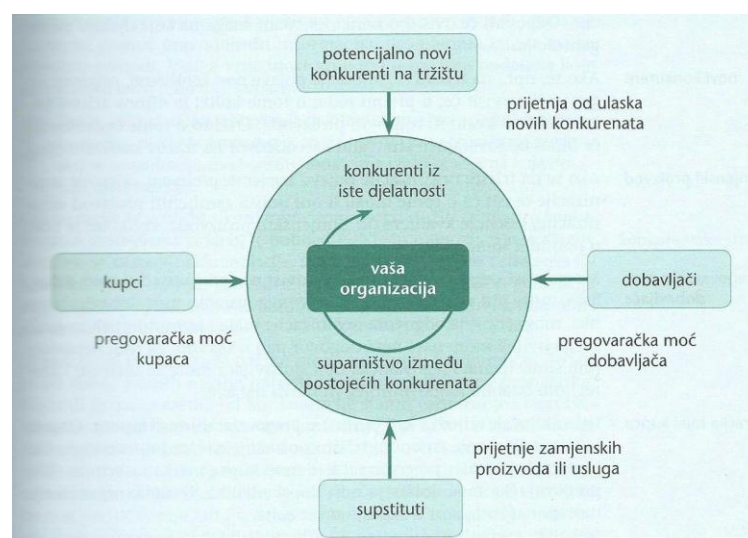 potencijalno novi
konkurenti na tržištu
prijetnja od ulaska
novih konkurenata
konkurenti iz
iste djelatnosti
kupci
vaša
organizacija
dobavljači
pregovaračka moć
kupaca
suparništvo između
postojećih konkurenata
pregovaračka moć
dobavljača
prijetnje zamjenskih
proizvoda ili usluga
supstituti